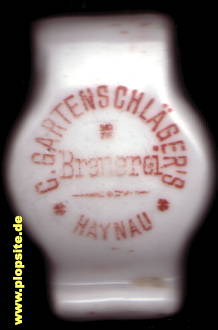 C. GARTENSCHLÄGER'S
Brauerei
HAYNAU
www.plopsite.de